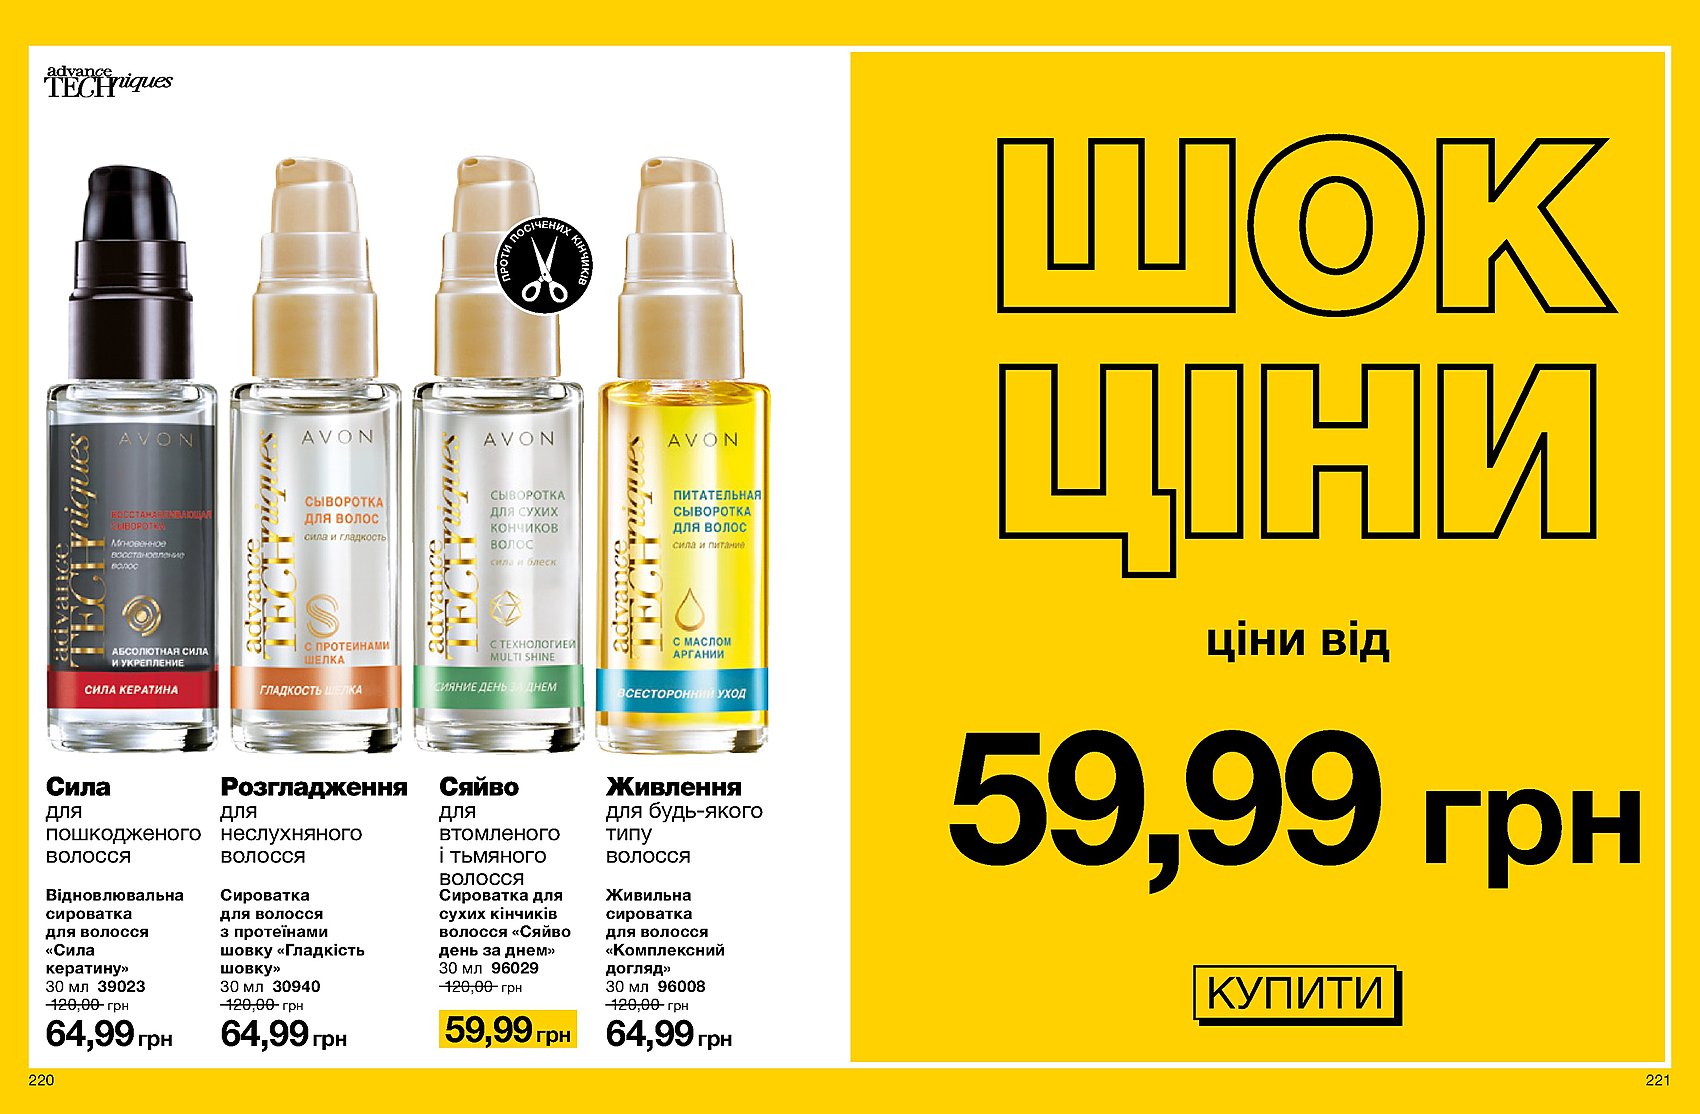 advance
TECHniques
ПРОТИ ПОСІЧЕНИХ КІНЧИКІВ
AVON
advance
TECHniques
ВОССТАНАВЛИВАЮЩАЯ
СЫВОРОТКА
Мгновенное
восстановление
волос
АБСОЛЮТНАЯ СИЛА
И УКРЕПЛЕНИЕ
СИЛА КЕРАТИНА
AVON
advance
TECHniques
СЫВОРОТКА
ДЛЯ ВОЛОС
сила и гладкость
С ПРОТЕИНАМИ
ШЕЛКА
ГЛАДКОСТЬ ШЕЛКА
AVON
advance
TECHniques
СЫВОРОТКА
ДЛЯ СУХИХ
КОНЧИКОВ
ВОЛОС
сила и блеск
С ТЕХНОЛОГИЕЙ
MULTI SHINE
СИЯНИЕ ДЕНЬ ЗА ДНЕМ
AVON
advance
TECHniques
ПИТАТЕЛЬНАЯ
СЫВОРОТКА
ДЛЯ ВОЛОС
сила и питание
С МАСЛОМ
АРГАНИИ
ВСЕСТОРОННИЙ УХОД
Сила
для
пошкодженого
волосся
Відновлювальна
сироватка
для волосся
«Сила
кератину»
30 мл 39023
120,00 грн
64,99 грн
Розгладження
для
неслухняного
волосся
Сироватка
для волосся
з протеїнами
шовку «Гладкість
шовку»
30 мл 30940
120,00 грн
64,99 грн
Сяйво
для
втомленого
і тьмяного
волосся
Сироватка для
сухих кінчиків
волосся «Сяйво
день за днем»
30 мл 96029
120,00 грн
59,99 грн
Живлення
для будь-якого
типу
волосся
Живильна
сироватка
для волосся
«Комплексний
догляд»
30 мл 96008
120,00 грн
64,99 грн
220
ШОК
ЦІНИ
ціни від
59,99 грн
КУПИТИ
221